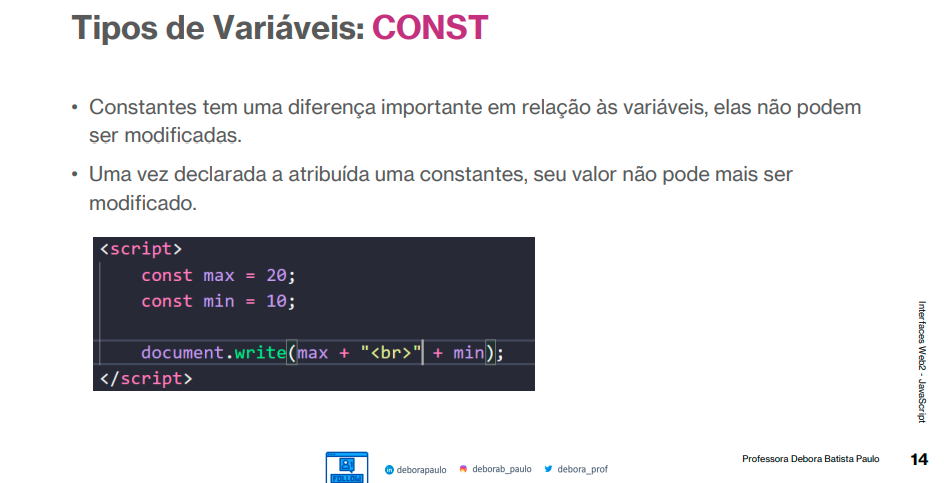 Tipos de Variáveis: CONST
• Constantes tem uma diferença importante em relação às variáveis, elas não podem
ser modificadas.
• Uma vez declarada a atribuída uma constantes, seu valor não pode mais ser
modificado.
<script>
const max = 20;
const min = 10;
document.write(max + "<br>" + min);
</script>
Interfaces Web2 - JavaScript
FOLLOW
in deborapaulo
deborab_paulo
debora_prof
Professora Debora Batista Paulo
14